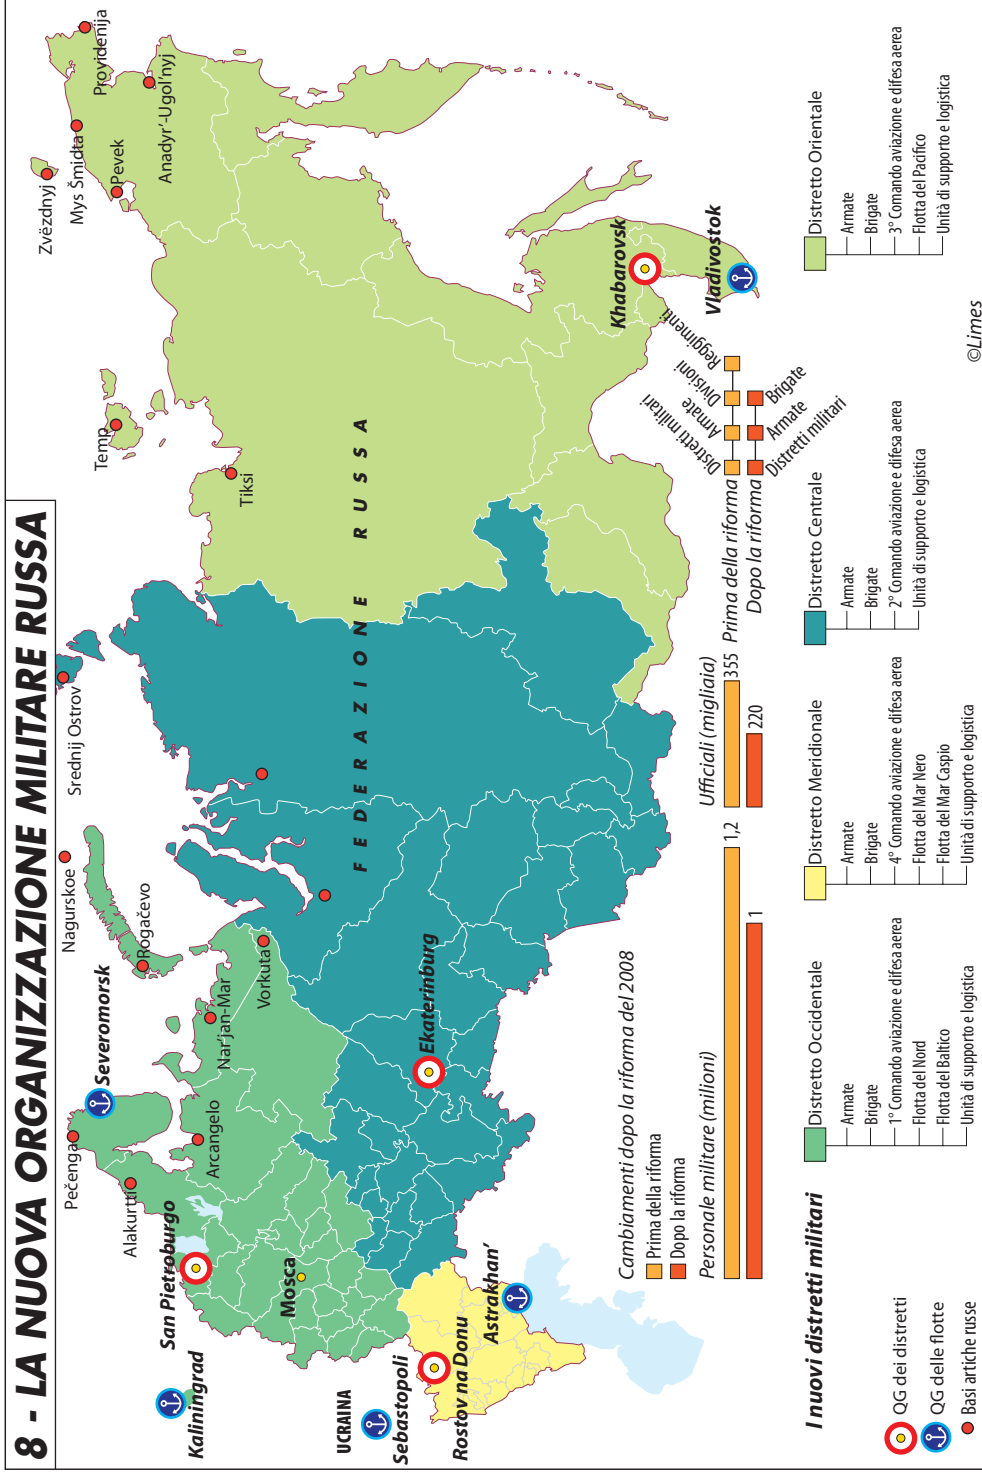 8 - LA NUOVA ORGANIZZAZIONE MILITARE RUSSA
Zvëzdnyj
Mys Šmidta
Providenija
Pevek
Anadyr'-Ugol'nyj
Temp
Tiksi
Srednij Ostrov
Nagurskoe
Rogačevo
Severomorsk
Pečenga
Alakurtti
Arcangelo
Nar'jan-Mar
Vorkuta
San Pietroburgo
Kaliningrad
Mosca
UCRAINA
Sebastopoli
Rostov na Donu
Astrakhan'
Ekaterinburg
FEDERAZIONE RUSSA
Khabarovsk
Vladivostok
Cambiamenti dopo la riforma del 2008
Prima della riforma
Dopo la riforma
Personale militare (milioni)
1,2
1
Ufficiali (migliaia)
355
220
Prima della riforma
Distretti militari
Armate
Divisioni
Reggimenti
Dopo la riforma
Distretti militari
Armate
Brigate
I nuovi distretti militari
QG dei distretti
QG delle flotte
Basi artiche russe
Distretto Occidentale
Armate
Brigate
1° Comando aviazione e difesa aerea
Flotta del Nord
Flotta del Baltico
Unità di supporto e logistica
Distretto Meridionale
Armate
Brigate
4° Comando aviazione e difesa aerea
Flotta del Mar Nero
Flotta del Mar Caspio
Unità di supporto e logistica
Distretto Centrale
Armate
Brigate
2° Comando aviazione e difesa aerea
Unità di supporto e logistica
Distretto Orientale
Armate
Brigate
3° Comando aviazione e difesa aerea
Flotta del Pacifico
Unità di supporto e logistica
©Limes